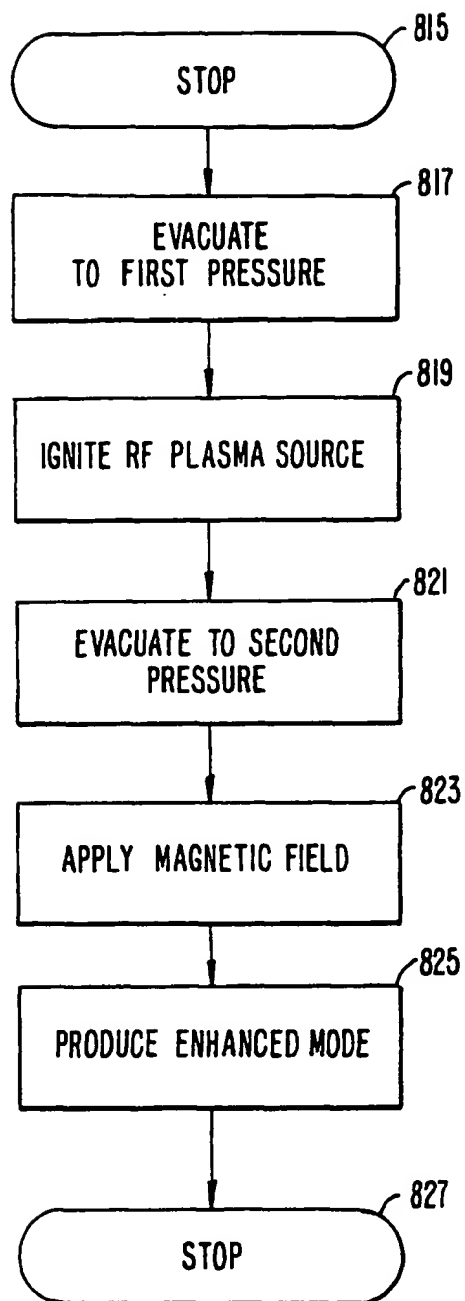 815
STOP
817
EVACUATE
TO FIRST PRESSURE
819
IGNITE RF PLASMA SOURCE
821
EVACUATE TO SECOND
PRESSURE
823
APPLY MAGNETIC FIELD
825
PRODUCE ENHANCED MODE
827
STOP